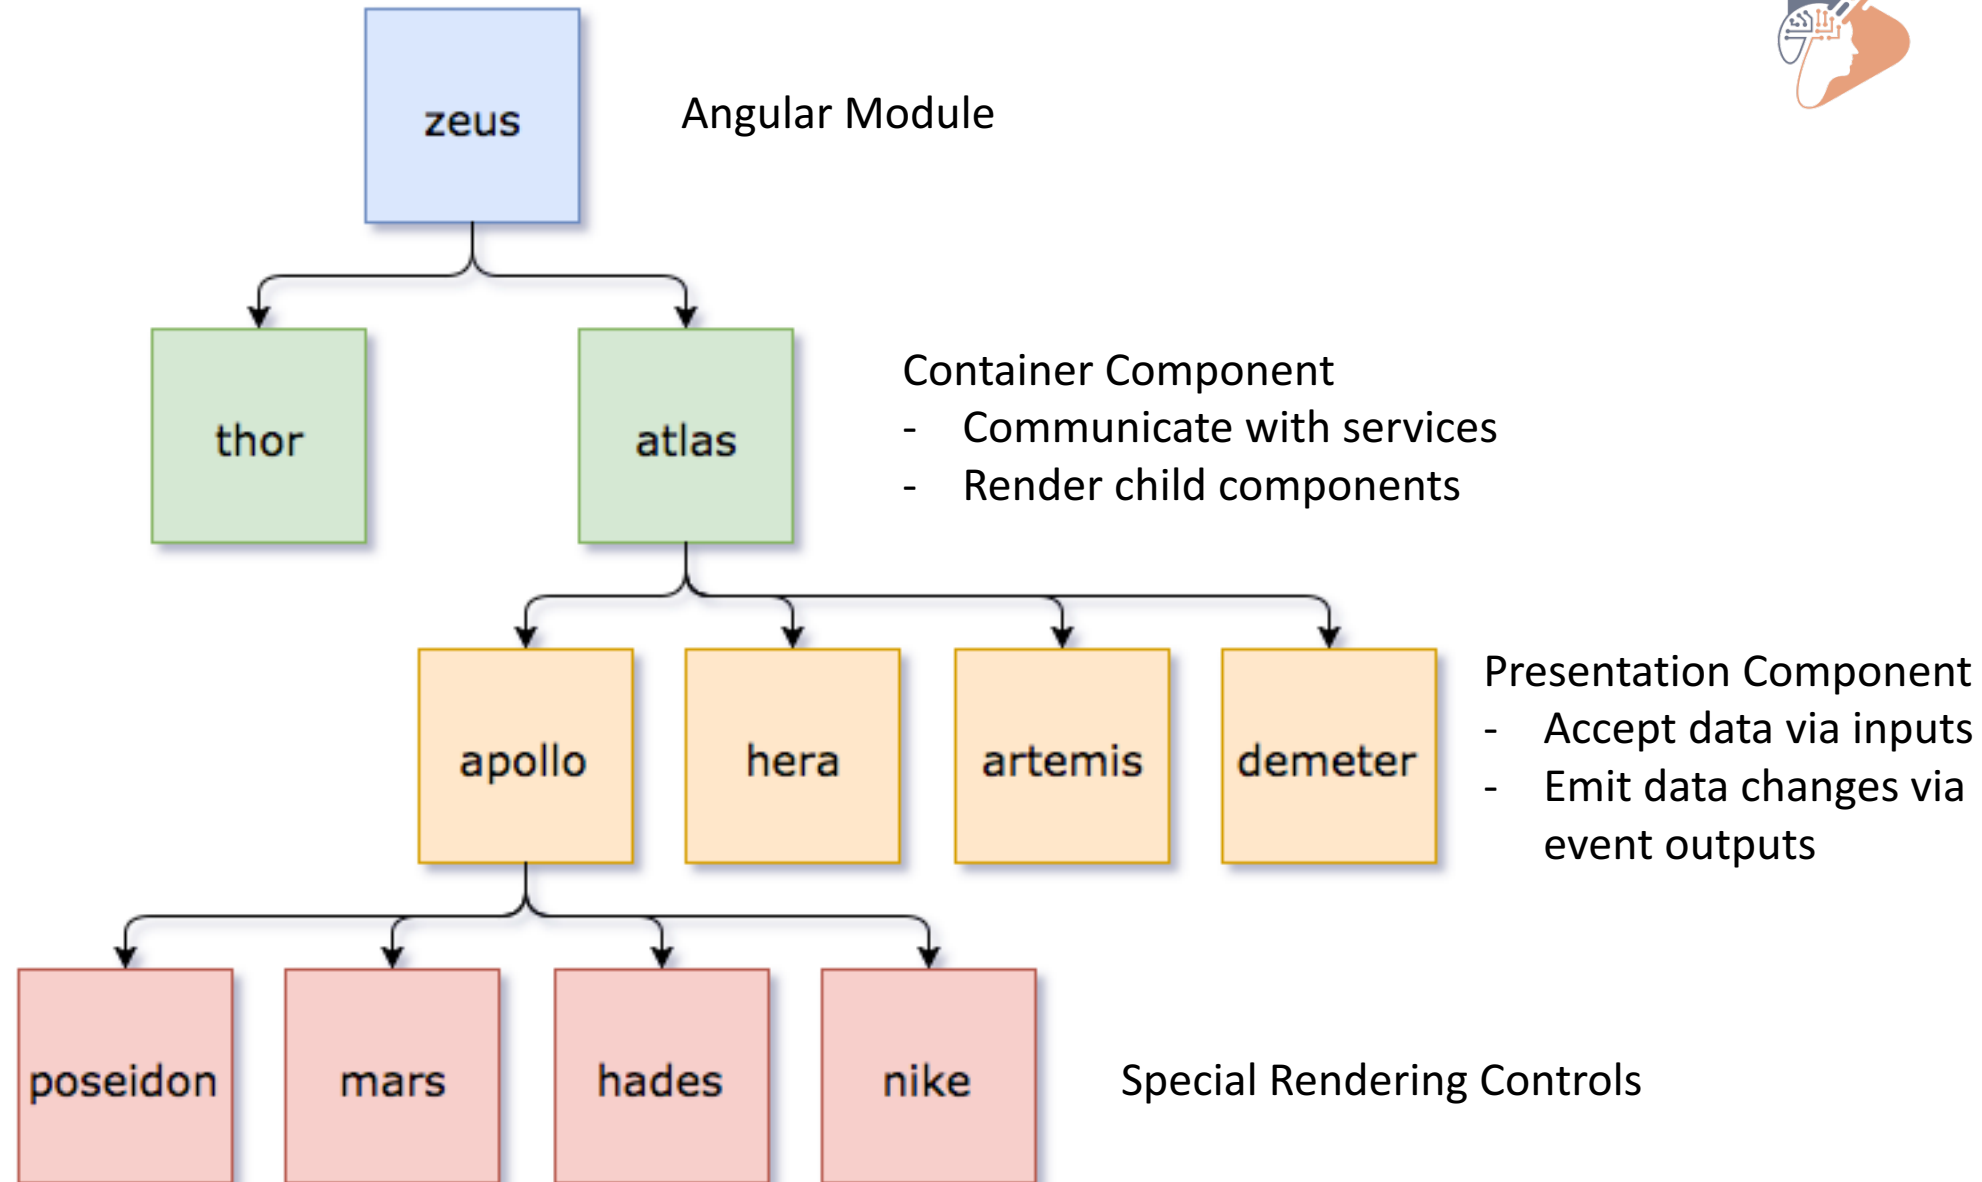 zeus
Angular Module
thor
atlas
Container Component
- Communicate with services
- Render child components
apollo
hera
artemis
demeter
Presentation Component
- Accept data via inputs
- Emit data changes via
event outputs
poseidon
mars
hades
nike
Special Rendering Controls